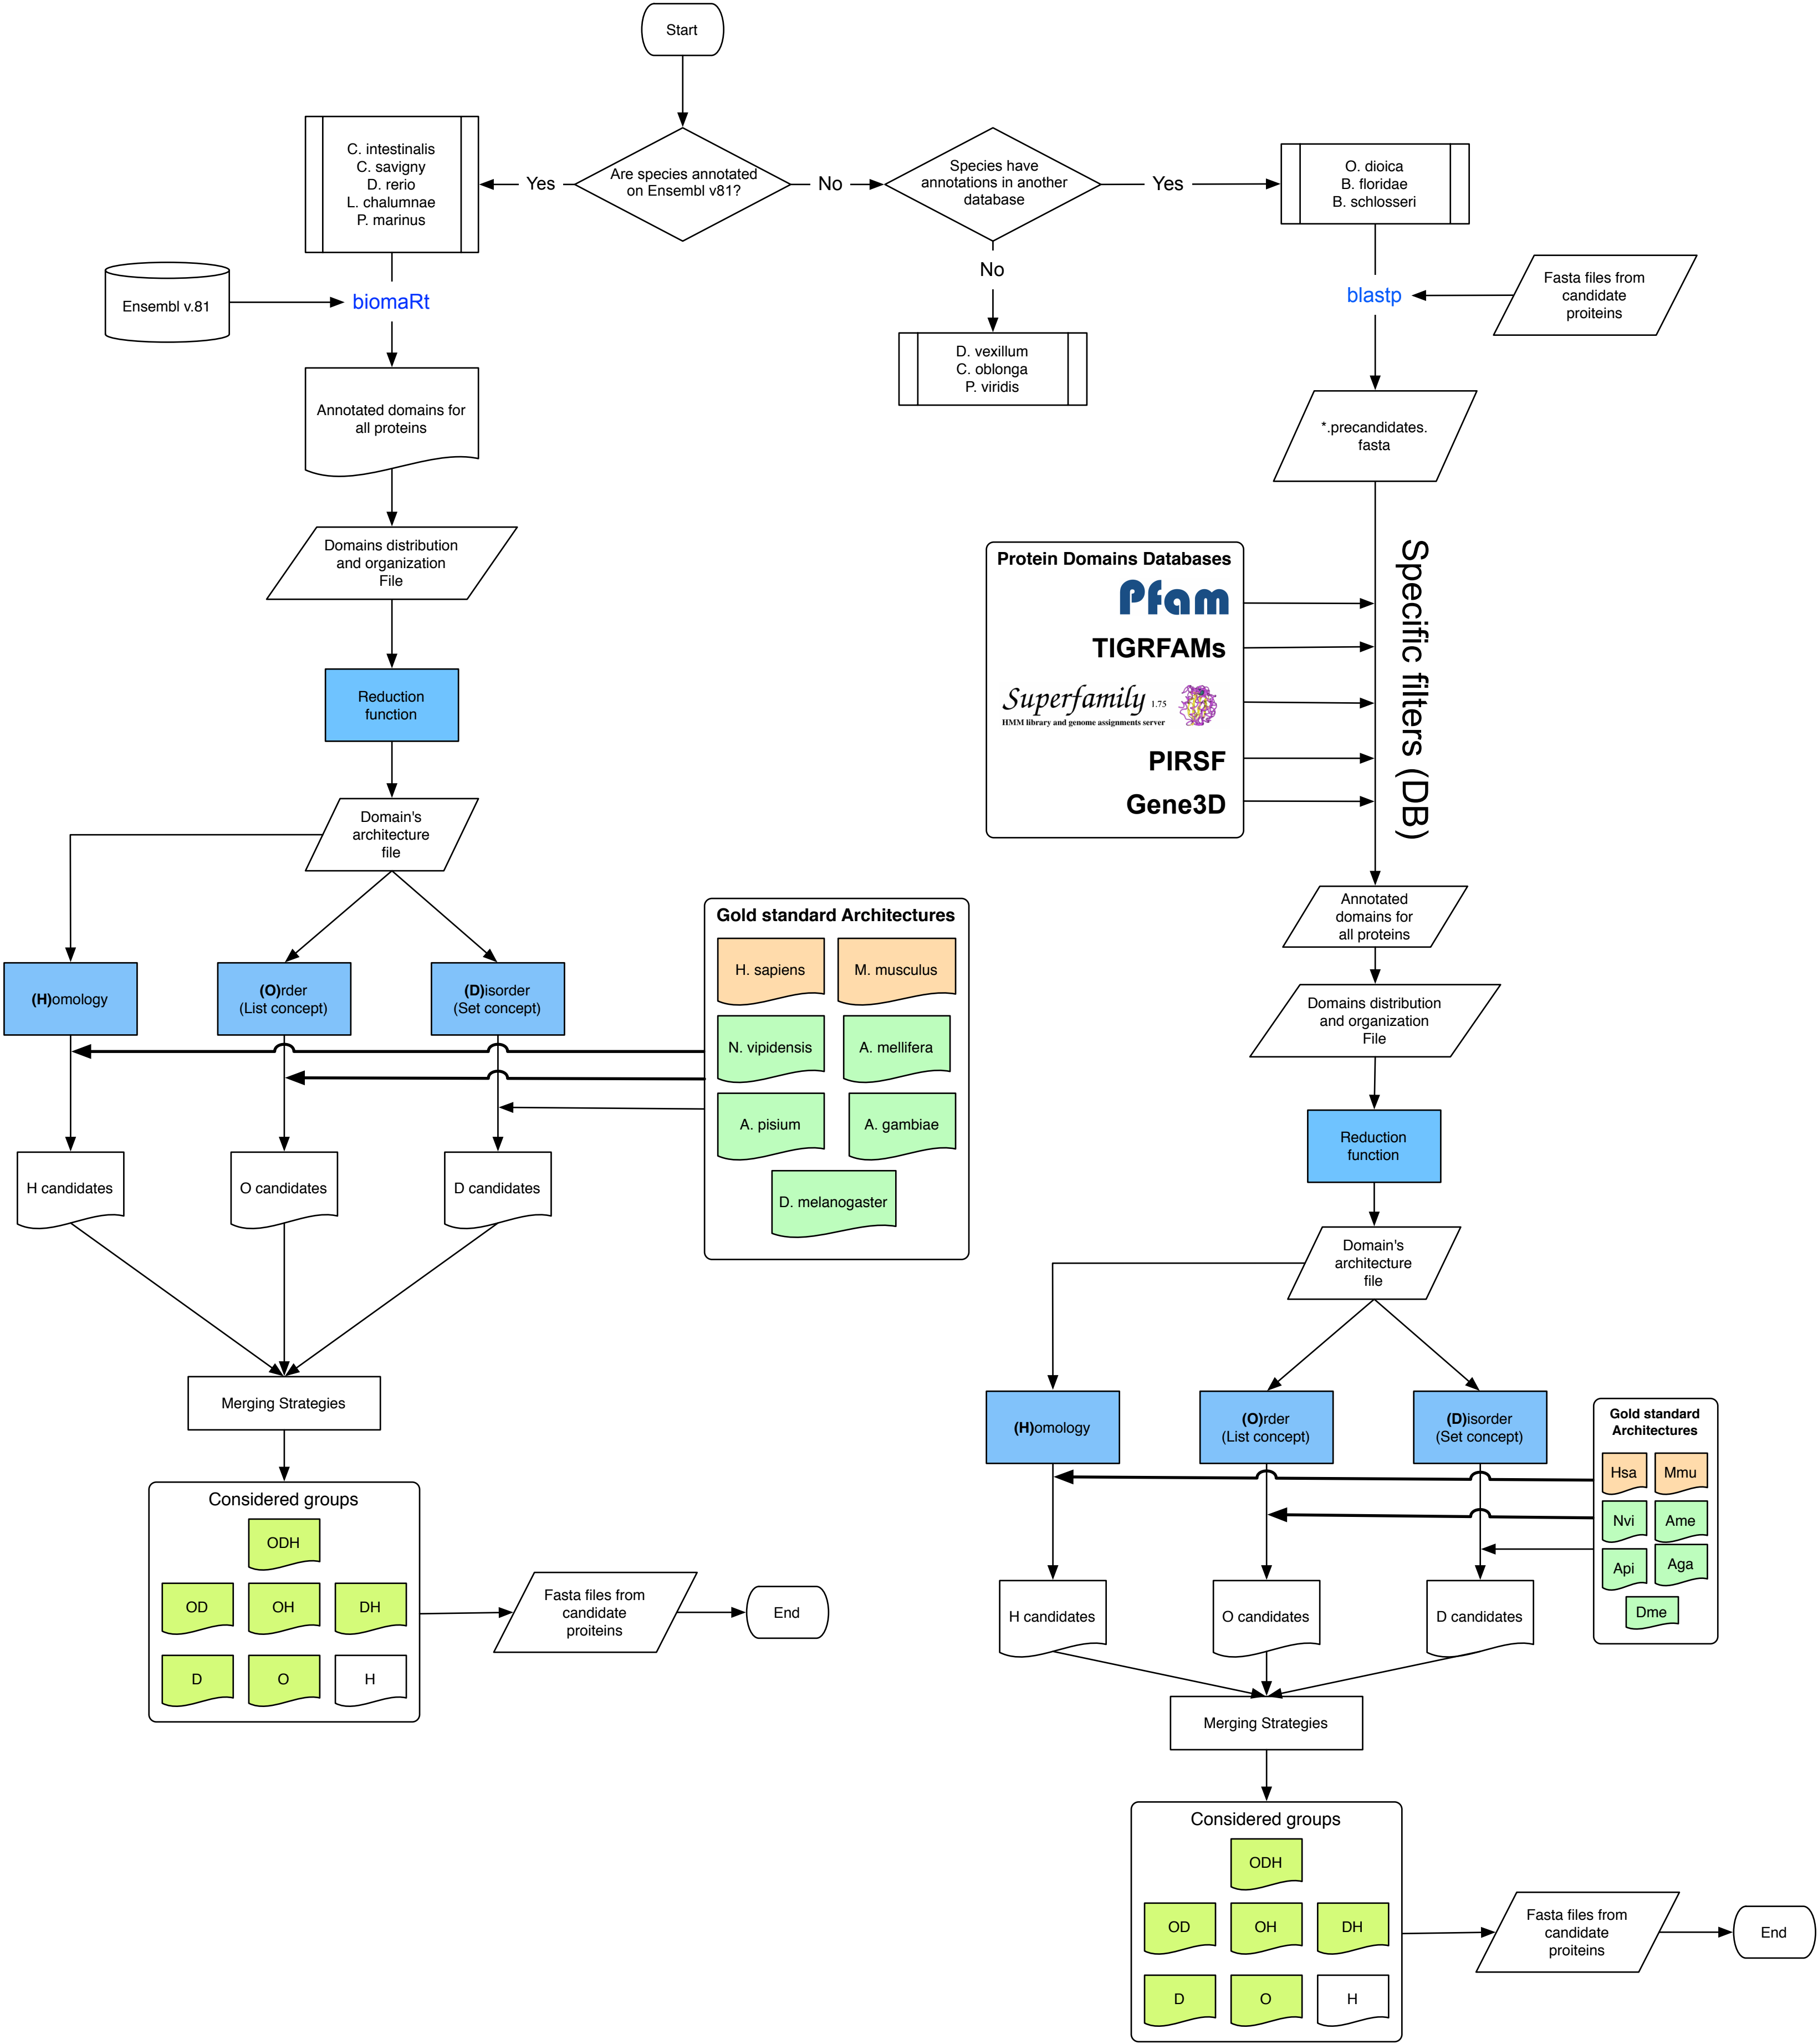 Start
Are species annotated
on Ensembl v81?
Yes
No
C. intestinalis
C. savigny
D. rerio
L. chalumnae
P. marinus
Species have
annotations in another
database
Yes
No
O. dioica
B. floridae
B. schlosseri
D. vexillum
C. oblonga
P. viridis
Ensembl v.81
biomaRt
Annotated domains for
all proteins
Domains distribution
and organization
File
Reduction
function
Domain's
architecture
file
(H)omology
(O)rder
(List concept)
(D)isorder
(Set concept)
Gold standard Architectures
H. sapiens
M. musculus
N. vipidensis
A. mellifera
A. pisium
A. gambiae
D. melanogaster
H candidates
O candidates
D candidates
Merging Strategies
Considered groups
ODH
OD
OH
DH
D
O
H
Fasta files from
candidate
proiteins
End
blastp
Fasta files from
candidate
proiteins
*.precandidates.
fasta
Protein Domains Databases
Pfam
TIGRFAMs
Superfamily 1.75
HMM library and genome assignments server
PIRSF
Gene3D
Specific filters (DB)
Annotated
domains for
all proteins
Domains distribution
and organization
File
Reduction
function
Domain's
architecture
file
(H)omology
(O)rder
(List concept)
(D)isorder
(Set concept)
Gold standard
Architectures
Hsa
Mmu
Nvi
Ame
Api
Aga
Dme
H candidates
O candidates
D candidates
Merging Strategies
Considered groups
ODH
OD
OH
DH
D
O
H
Fasta files from
candidate
proiteins
End